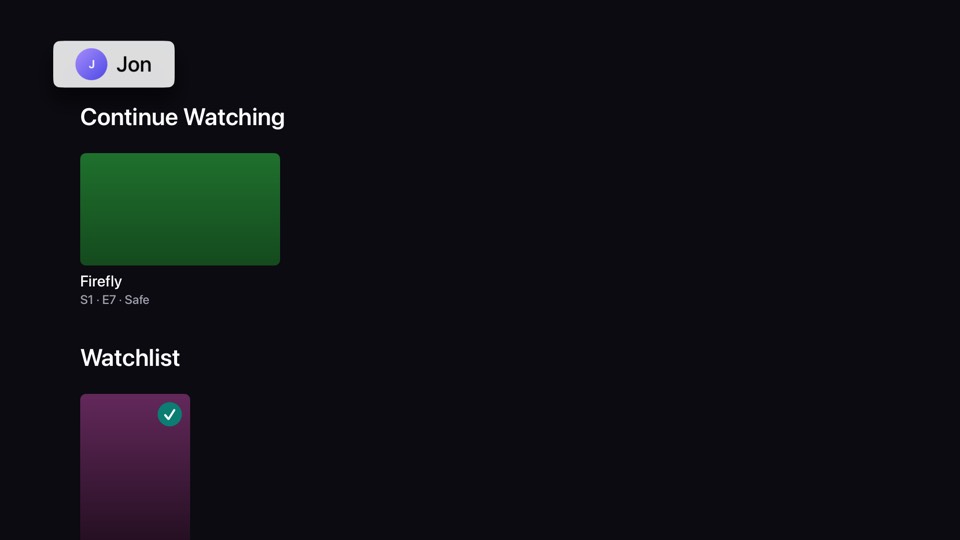 J
Jon
Continue Watching
Firefly
S1 · E7 · Safe
Watchlist